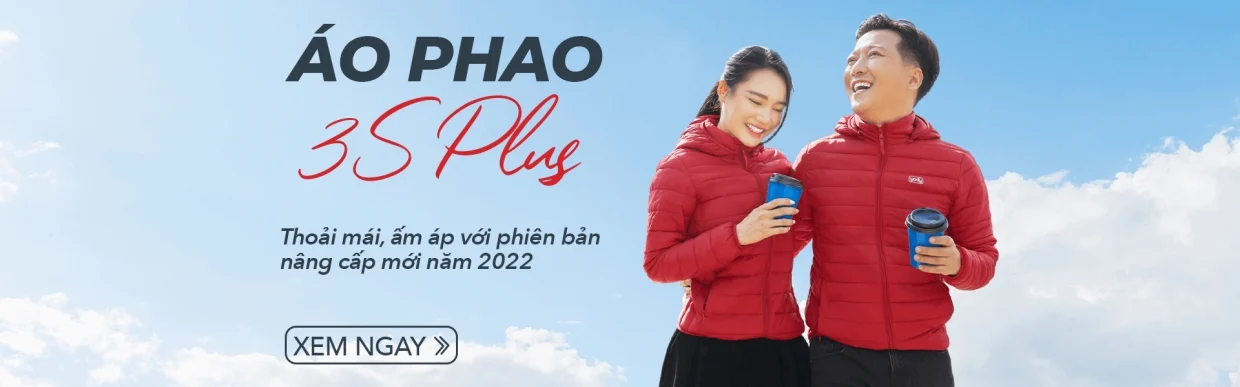 ÁO PHAO
3S Plus
Thoải mái, ấm áp với phiên bản
nâng cấp mới năm 2022
XEM NGAY